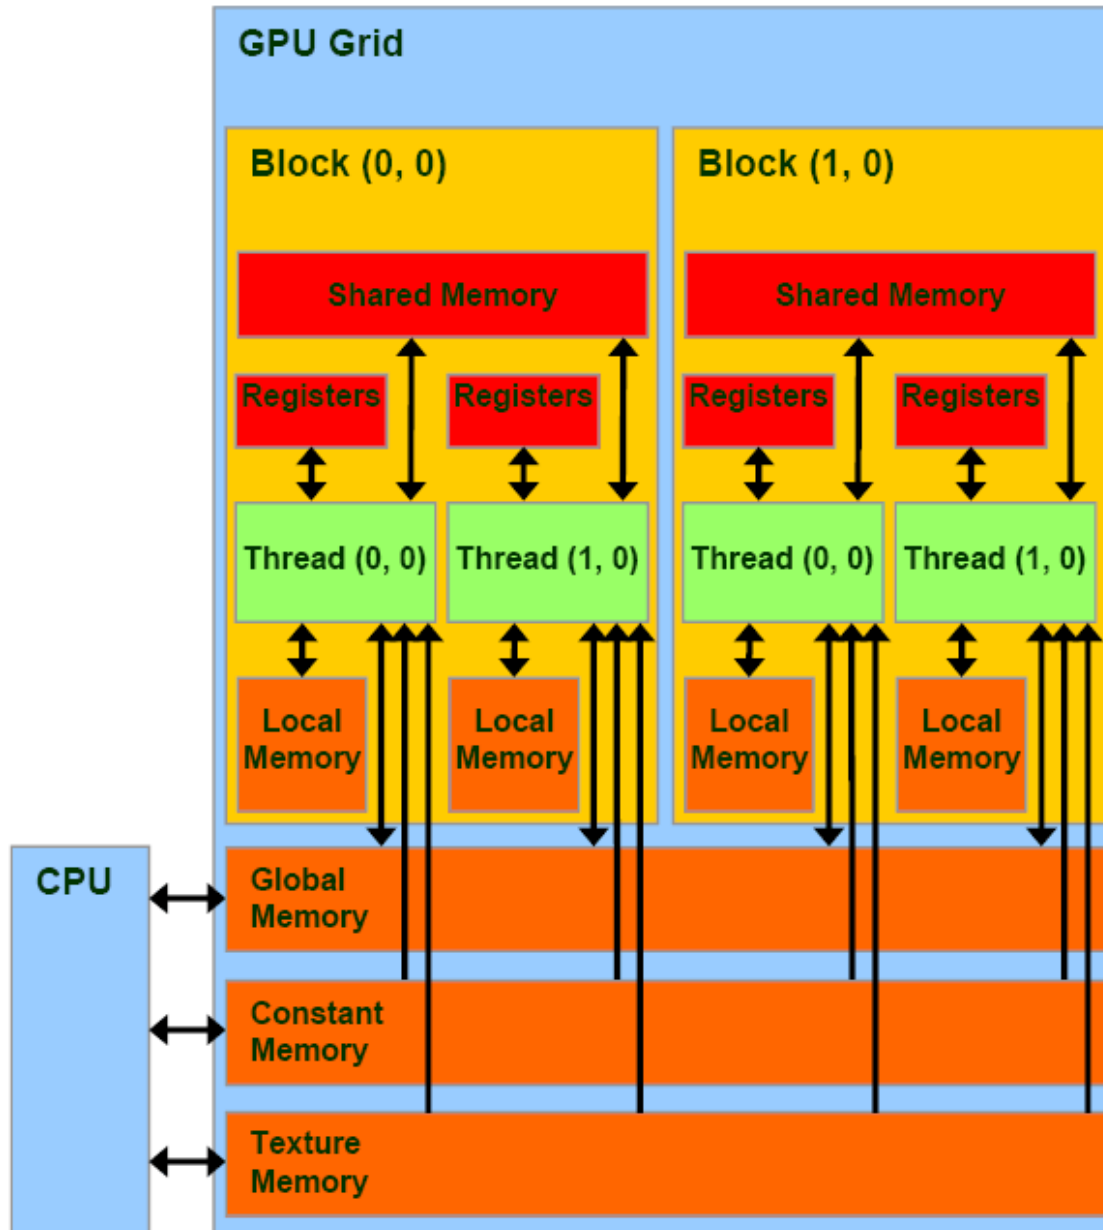 GPU Grid
Block (0, 0)
Block (1, 0)
Shared Memory
Shared Memory
Registers
Registers
Registers
Registers
Thread (0, 0)
Thread (1, 0)
Thread (0, 0)
Thread (1, 0)
Local
Memory
Local
Memory
Local
Memory
Local
Memory
CPU
Global
Memory
Constant
Memory
Texture
Memory